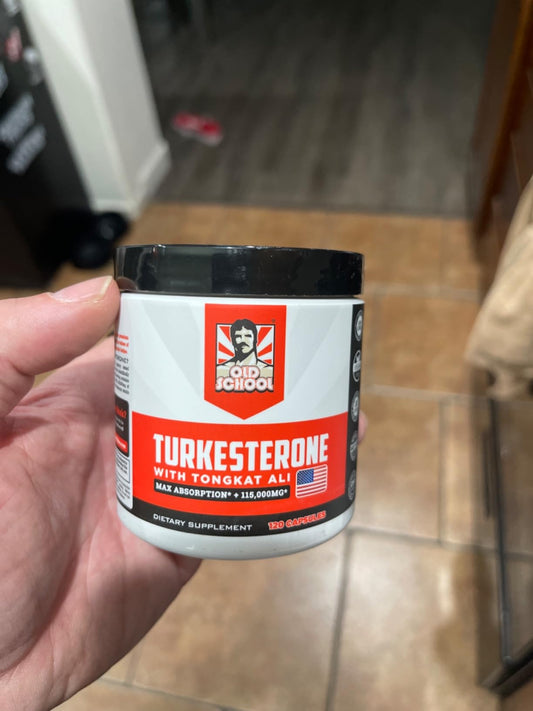 OLD
SCHOOL
TURKESTERONE
WITH TONGKAT ALI
MAX ABSORPTION* + 115,000MG*
DIETARY SUPPLEMENT
120 CAPSULES